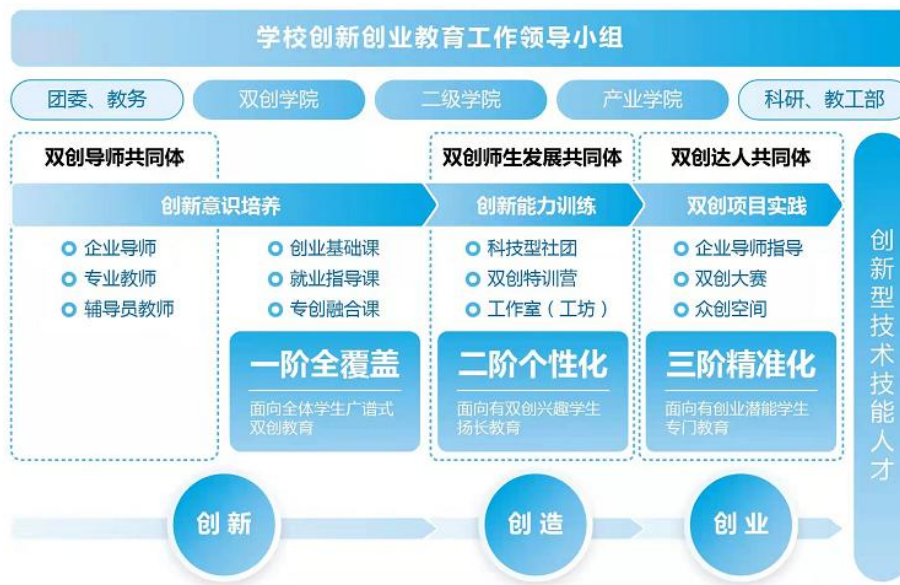 学校创新创业教育工作领导小组
团委、教务
双创学院
二级学院
产业学院
科研、教工部
双创导师共同体
双创师生发展共同体
双创达人共同体
创新意识培养
创新能力训练
双创项目实践
企业导师
专业教师
辅导员教师
创业基础课
就业指导课
专创融合课
科技型社团
双创特训营
工作室（工坊）
企业导师指导
双创大赛
众创空间
一阶全覆盖
面向全体学生广谱式
双创教育
二阶个性化
面向有双创兴趣学生
扬长教育
三阶精准化
面向有创业潜能学生
专门教育
创新
创造
创业
创新型技术技能人才